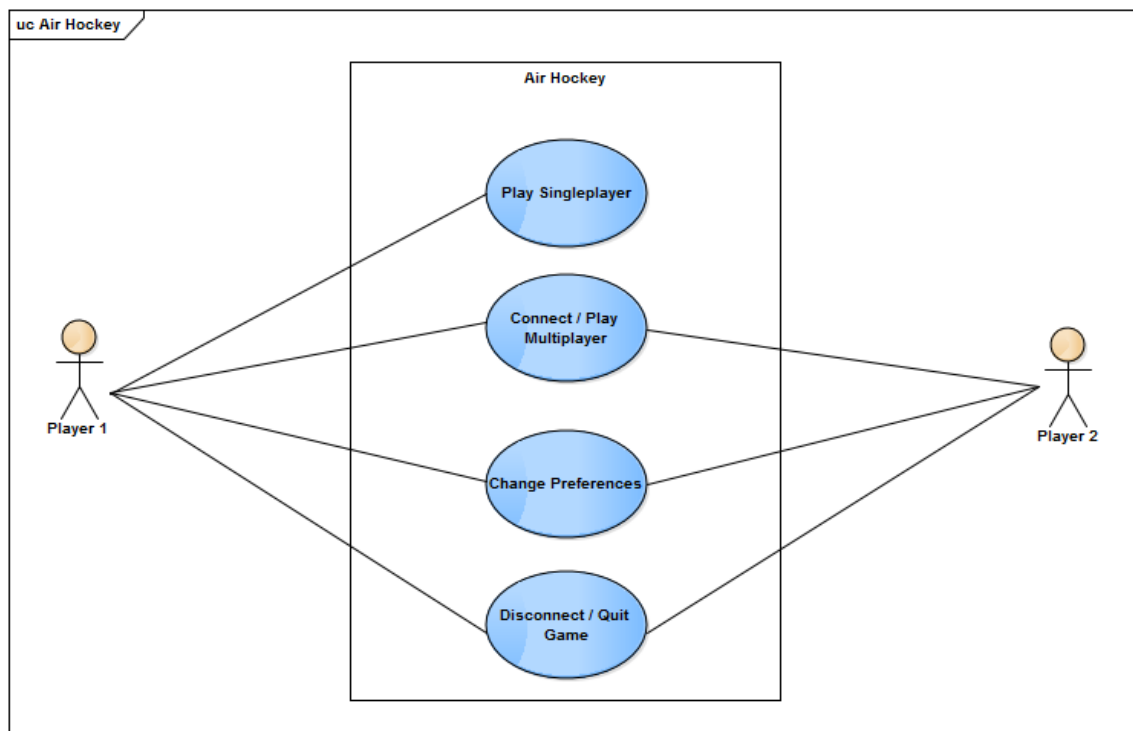 uc Air Hockey
Air Hockey
Play Singleplayer
Connect / Play
Multiplayer
Player 1
Player 2
Change Preferences
Disconnect / Quit
Game